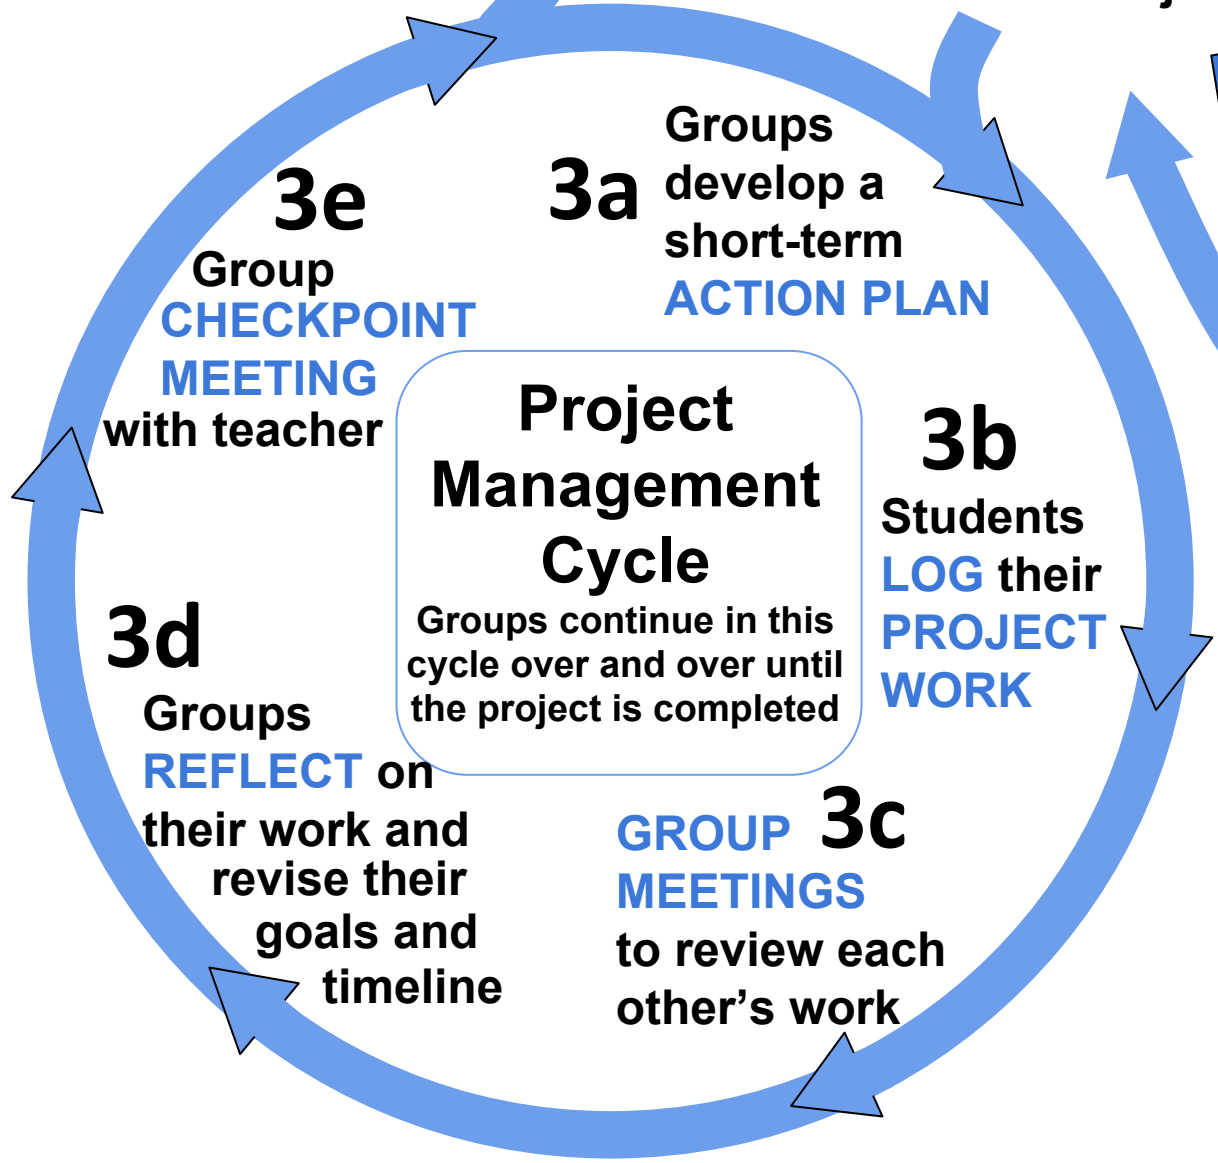 3a
Groups
develop a
short-term
ACTION PLAN
3b
Students
LOG their
PROJECT
WORK
3c
GROUP
MEETINGS
to review each
other’s work
3d
Groups
REFLECT on
their work and
revise their
goals and
timeline
3e
Group
CHECKPOINT
MEETING
with teacher
Project
Management
Cycle
Groups continue in this
cycle over and over until
the project is completed